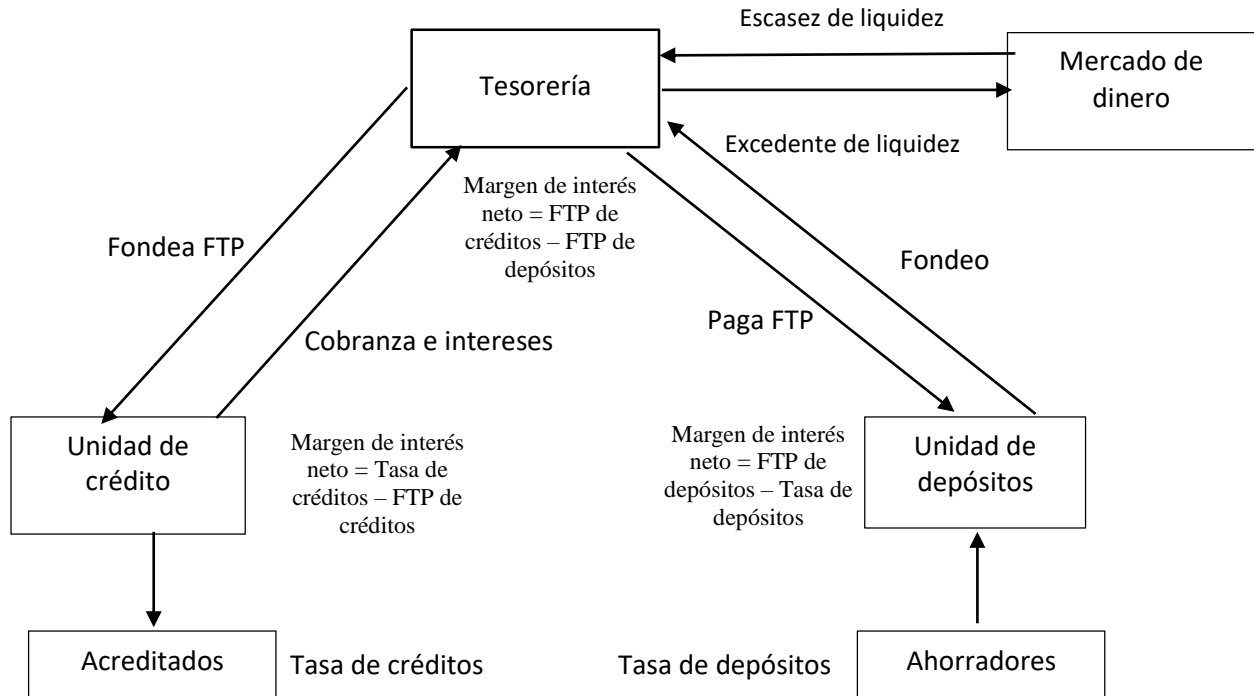 Escasez de liquidez
Tesorería
Mercado de
dinero
Excedente de liquidez
Margen de interés
neto = FTP de
créditos – FTP de
depósitos
Fondea FTP
Fondeo
Paga FTP
Cobranza e intereses
Unidad de
crédito
Margen de interés
neto = Tasa de
créditos – FTP de
créditos
Margen de interés
neto = FTP de
depósitos – Tasa de
depósitos
Unidad de
depósitos
Acreditados
Tasa de créditos
Tasa de depósitos
Ahorradores